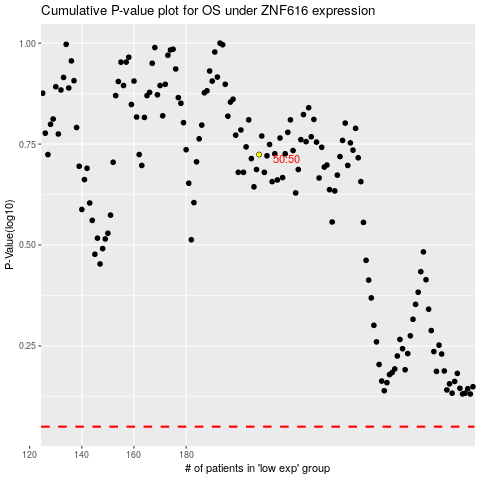 Cumulative P-value plot for OS under ZNF616 expression
P-Value(log10)
1.00
0.75
0.50
0.25
50:50
120 140 160 180
# of patients in 'low exp' group